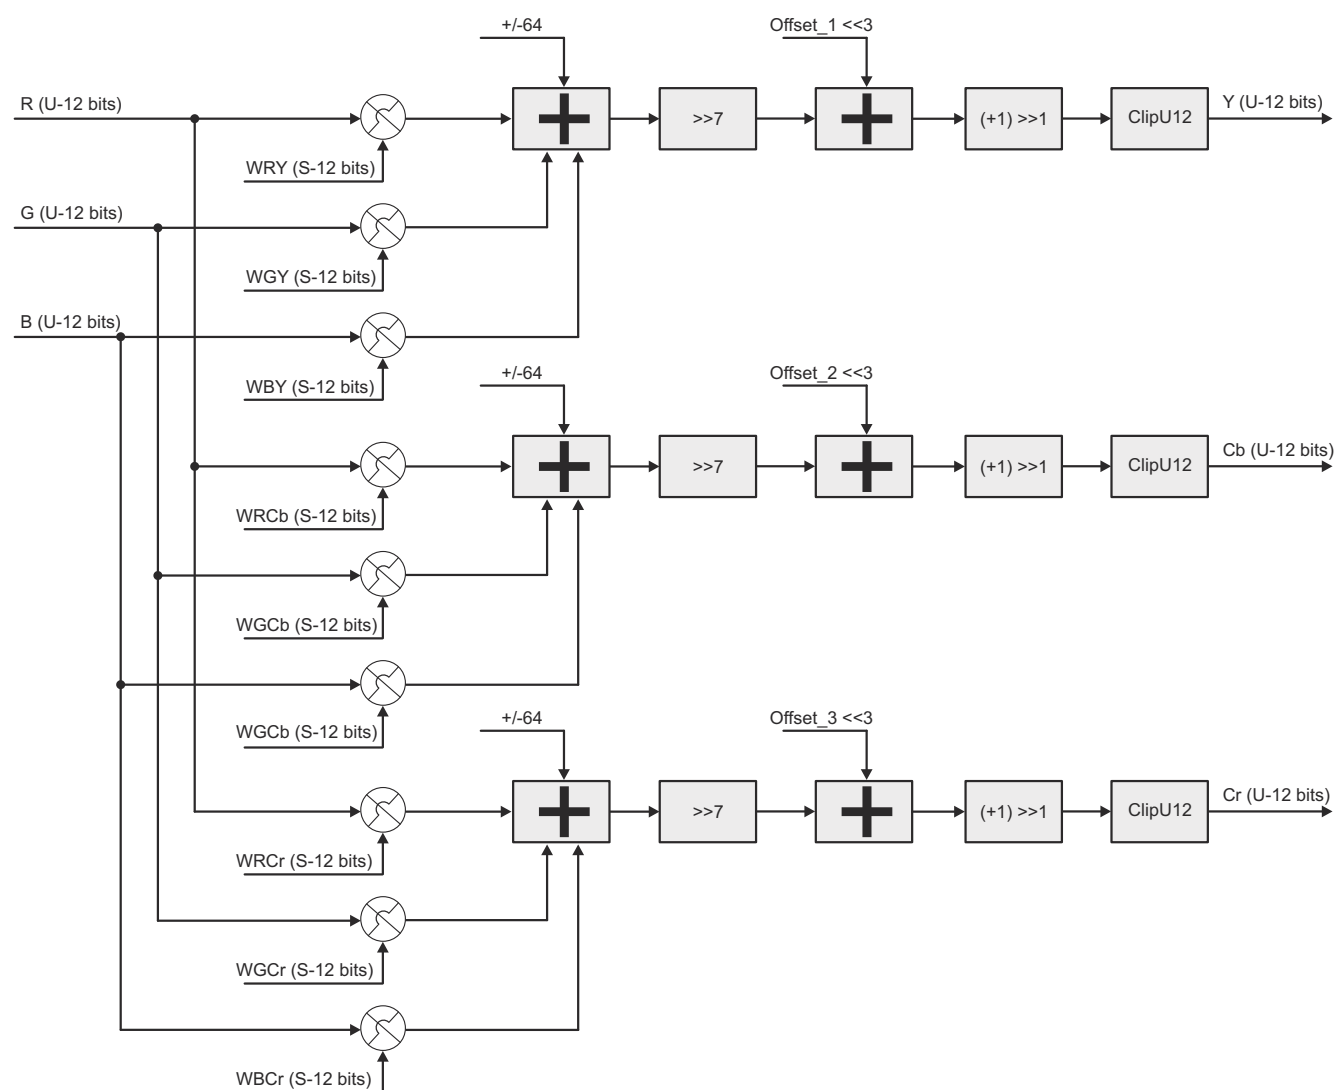 +/-64
Offset_1 <<3
R (U-12 bits)
>>7
(+1) >>1
ClipU12
Y (U-12 bits)
WRY (S-12 bits)
G (U-12 bits)
WGY (S-12 bits)
B (U-12 bits)
WBY (S-12 bits)
+/-64
Offset_2 <<3
>>7
(+1) >>1
ClipU12
Cb (U-12 bits)
WRCb (S-12 bits)
WGCb (S-12 bits)
WGCb (S-12 bits)
+/-64
Offset_3 <<3
>>7
(+1) >>1
ClipU12
Cr (U-12 bits)
WRCr (S-12 bits)
WGCr (S-12 bits)
WBCr (S-12 bits)